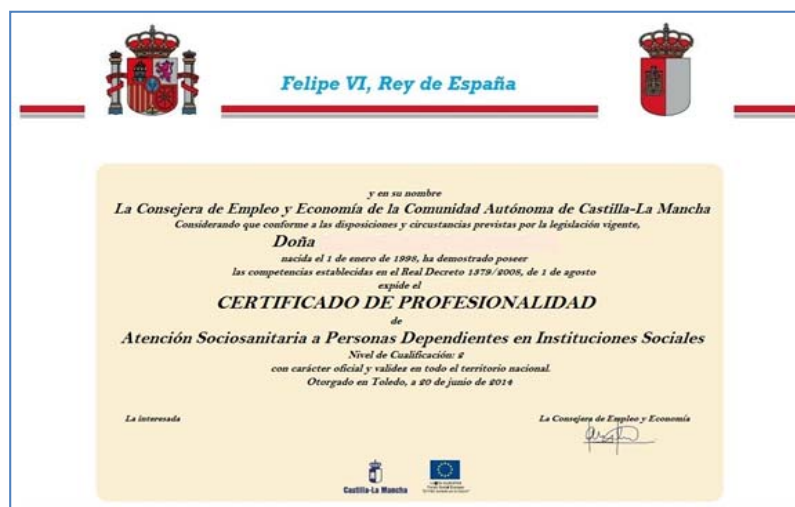 Felipe VI, Rey de España
y en su nombre
La Consejera de Empleo y Economía de la Comunidad Autónoma de Castilla-La Mancha
Considerando que conforme a las disposiciones y circustancias previstas por la legislación vigente,
Doña
nacida el 1 de enero de 1998, ha demostrado poseer
las competencias establecidas en el Real Decreto 1379/2008, de 1 de agosto
expide el
CERTIFICADO DE PROFESIONALIDAD
de
Atención Sociosanitaria a Personas Dependientes en Instituciones Sociales
Nivel de Cualificación: 2
con carácter oficial y validez en todo el territorio nacional.
Otorgado en Toledo, a 20 de junio de 2014
La interesada
La Consejera de Empleo y Economía
Castilla-La Mancha
Fondo Social Europeo